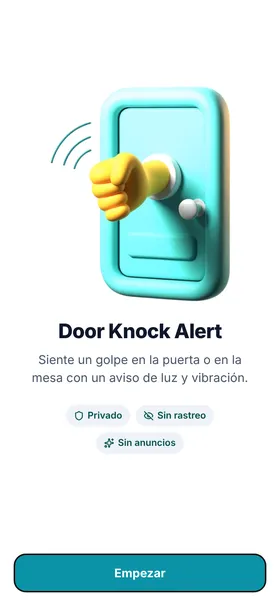 Door Knock Alert
Siente un golpe en la puerta o en la
mesa con un aviso de luz y vibración.
Privado
Sin rastreo
Sin anuncios
Empezar